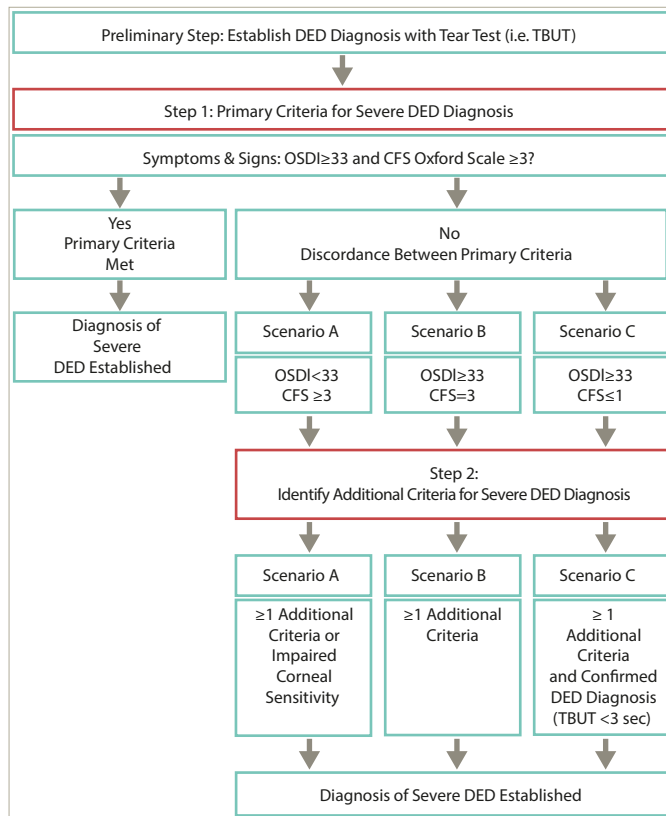 Preliminary Step: Establish DED Diagnosis with Tear Test (i.e. TBUT)
Step 1: Primary Criteria for Severe DED Diagnosis
Symptoms & Signs: OSDI≥33 and CFS Oxford Scale ≥3?
Yes
Primary Criteria
Met
No
Discordance Between Primary Criteria
Diagnosis of
Severe
DED Established
Scenario A
Scenario B
Scenario C
OSDI<33
CFS ≥3
OSDI≥33
CFS=3
OSDI≥33
CFS≤1
Step 2:
Identify Additional Criteria for Severe DED Diagnosis
Scenario A
Scenario B
Scenario C
≥1 Additional
Criteria or
Impaired
Corneal
Sensitivity
≥1 Additional
Criteria
≥ 1
Additional
Criteria
and Confirmed
DED Diagnosis
(TBUT <3 sec)
Diagnosis of Severe DED Established